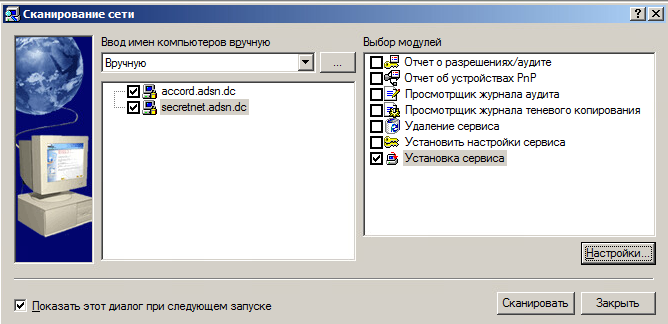 Сканирование сети
Ввод имен компьютеров вручную
Вручную
...
accord.adsn.dc
secretnet.adsn.dc
Выбор модулей
Отчет о разрешениях/аудите
Отчет об устройствах PnP
Просмотрщик журнала аудита
Просмотрщик журнала теневого копирования
Удаление сервиса
Установить настройки сервиса
Установка сервиса
Настройки...
Показать этот диалог при следующем запуске
Сканировать
Закрыть